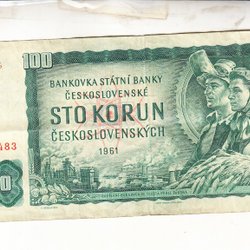 100
BANKOVKA STÁTNÍ BANKY
ČESKOSLOVENSKÉ
STO KORUN
ČESKOSLOVENSKÝCH
1961
483